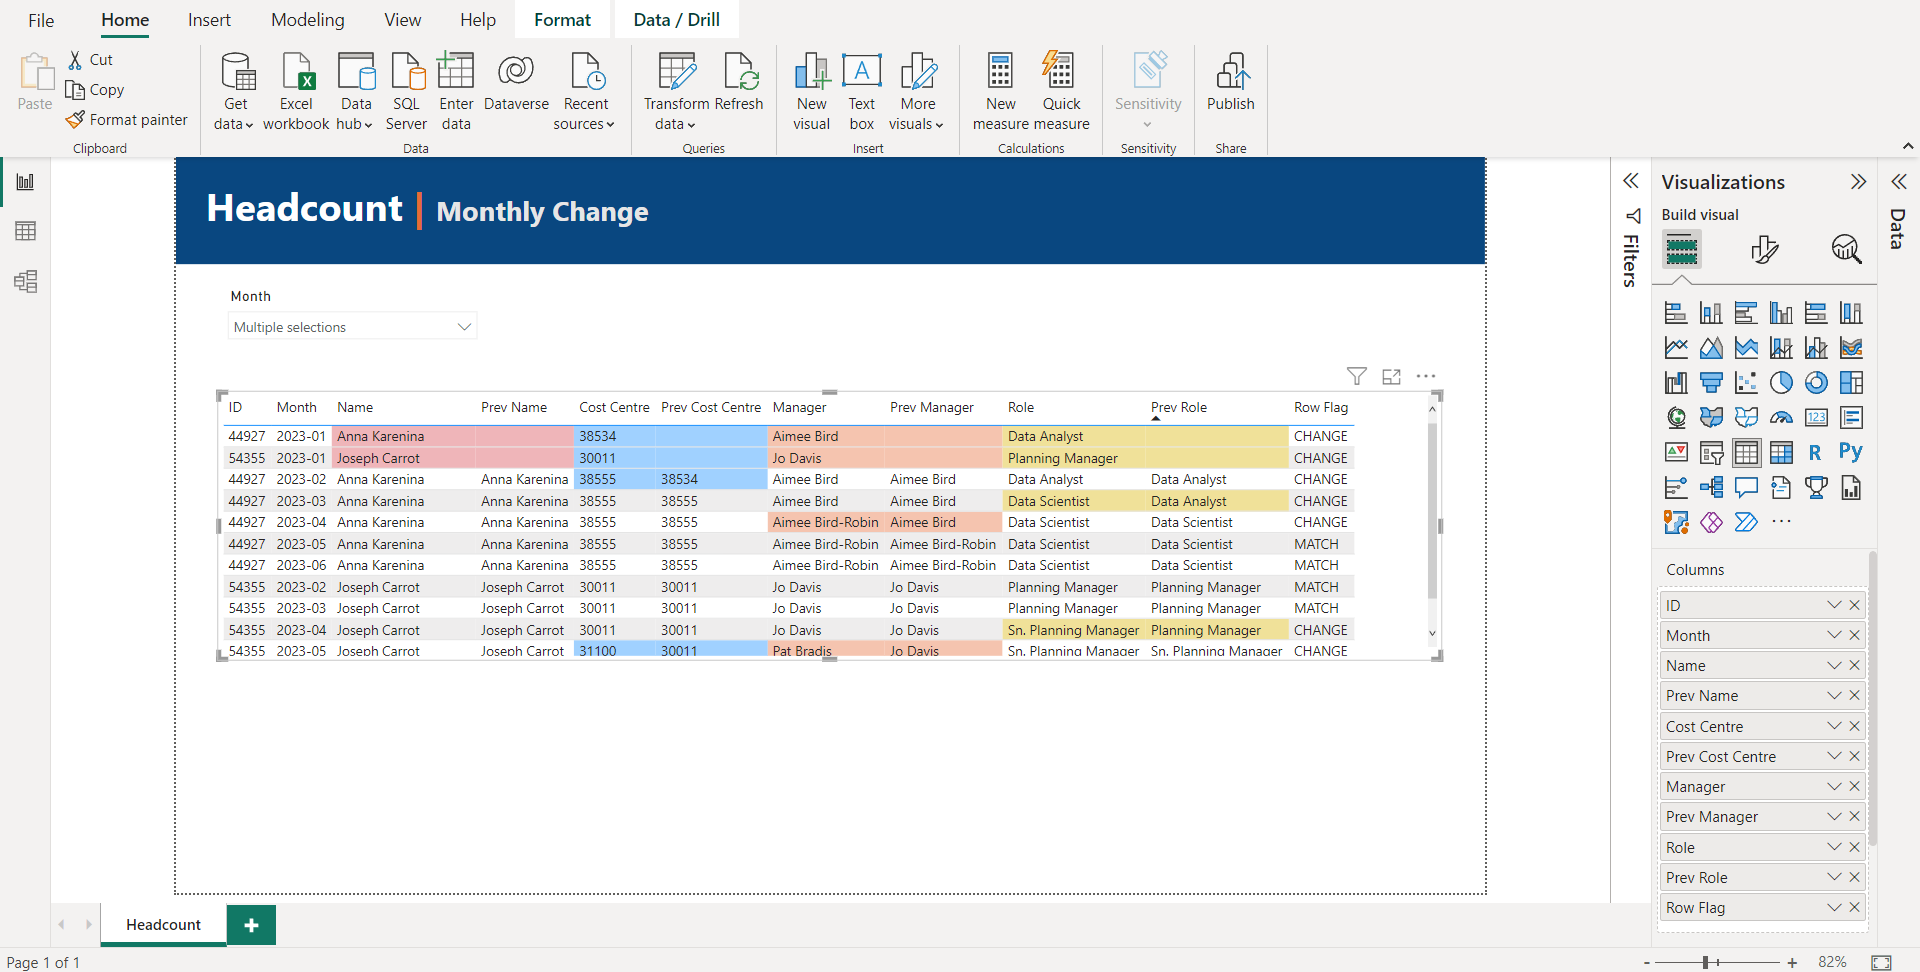 File Home Insert Modeling View Help Format Data / Drill
Paste
Cut
Copy
Format painter
Clipboard
Get data
Excel workbook
Data hub
SQL Server
Enter data
Dataverse
Recent sources
Data
Transform data
Refresh
Queries
New visual
Text box
More visuals
Insert
New measure
Quick measure
Calculations
Sensitivity
Sensitivity
Publish
Share
Headcount | Monthly Change
Month
Multiple selections
ID Month Name Prev Name Cost Centre Prev Cost Centre Manager Prev Manager Role Prev Role Row Flag
44927 2023-01 Anna Karenina 38534 Aimee Bird Data Analyst CHANGE
54355 2023-01 Joseph Carrot 30011 Jo Davis Planning Manager CHANGE
44927 2023-02 Anna Karenina Anna Karenina 38555 38534 Aimee Bird Aimee Bird Data Analyst Data Analyst CHANGE
44927 2023-03 Anna Karenina Anna Karenina 38555 38555 Aimee Bird Aimee Bird Data Scientist Data Analyst CHANGE
44927 2023-04 Anna Karenina Anna Karenina 38555 38555 Aimee Bird-Robin Aimee Bird Data Scientist Data Scientist CHANGE
44927 2023-05 Anna Karenina Anna Karenina 38555 38555 Aimee Bird-Robin Aimee Bird-Robin Data Scientist Data Scientist MATCH
44927 2023-06 Anna Karenina Anna Karenina 38555 38555 Aimee Bird-Robin Aimee Bird-Robin Data Scientist Data Scientist MATCH
54355 2023-02 Joseph Carrot Joseph Carrot 30011 30011 Jo Davis Jo Davis Planning Manager Planning Manager MATCH
54355 2023-03 Joseph Carrot Joseph Carrot 30011 30011 Jo Davis Jo Davis Planning Manager Planning Manager MATCH
54355 2023-04 Joseph Carrot Joseph Carrot 30011 30011 Jo Davis Jo Davis Sn. Planning Manager Planning Manager CHANGE
54355 2023-05 Joseph Carrot Joseph Carrot 31100 30011 Pat Bradis Jo Davis Sn. Planning Manager Sn. Planning Manager CHANGE
Filters
Visualizations
Build visual
123
R
Py
Columns
ID
Month
Name
Prev Name
Cost Centre
Prev Cost Centre
Manager
Prev Manager
Role
Prev Role
Row Flag
Data
Headcount
+
Page 1 of 1
- + 82%